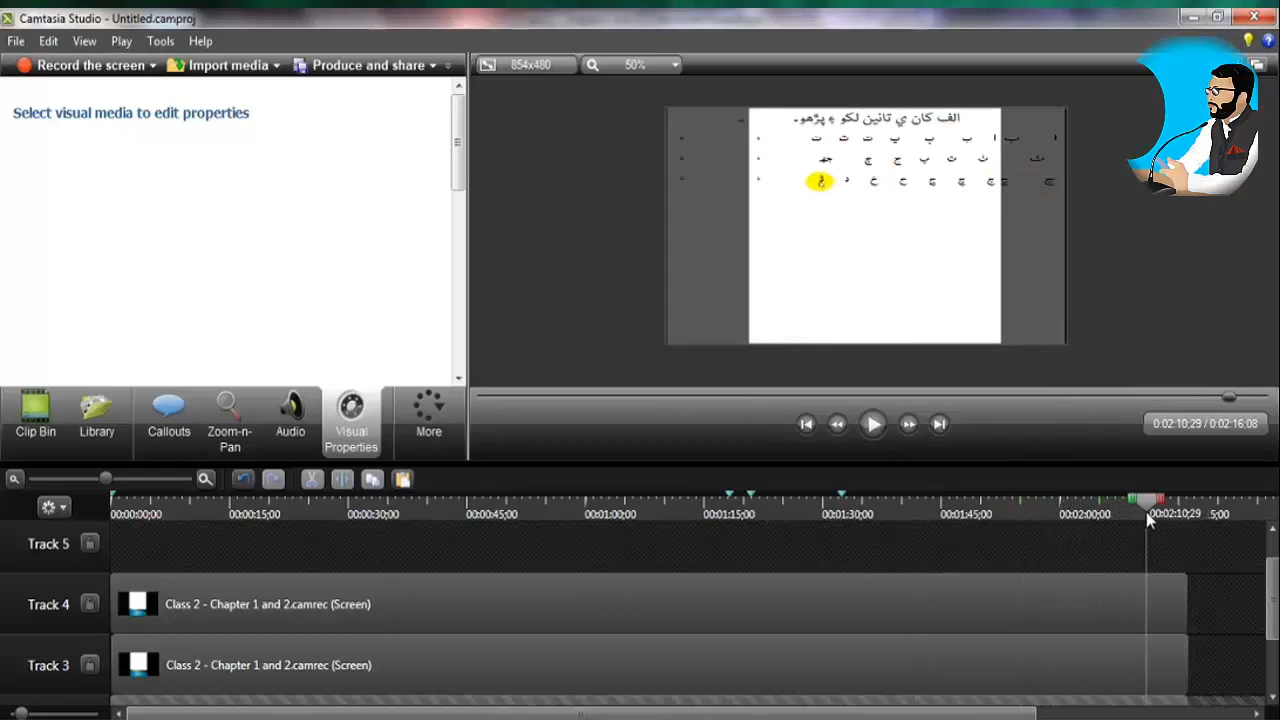 Camtasia Studio - Untitled.camproj
File Edit View Play Tools Help
Record the screen Import media Produce and share
854x480 50%
Select visual media to edit properties
الف کان ي تائين لکو ۽ پڙهو۔
Clip Bin Library Callouts Zoom-n-Pan Audio Visual Properties More
0:02:10;29 / 0:02:16;08
00:00:00;00 00:00:15;00 00:00:30;00 00:00:45;00 00:01:00;00 00:01:15;00 00:01:30;00 00:01:45;00 00:02:00;00 00:02:10;29 5;00
Track 5
Track 4 Class 2 - Chapter 1 and 2.camrec (Screen)
Track 3 Class 2 - Chapter 1 and 2.camrec (Screen)